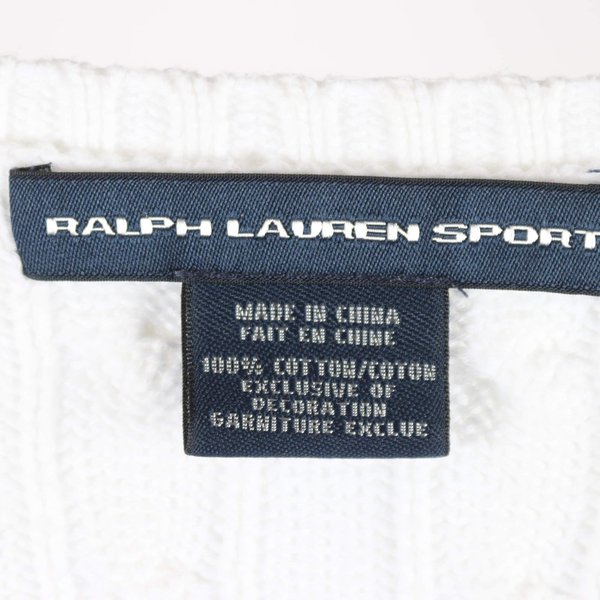 RALPH LAUREN SPORT
MADE IN CHINA
FAIT EN CHINE
100% COTTON/COTON
EXCLUSIVE OF
DECORATION
GARNITURE EXCLUE